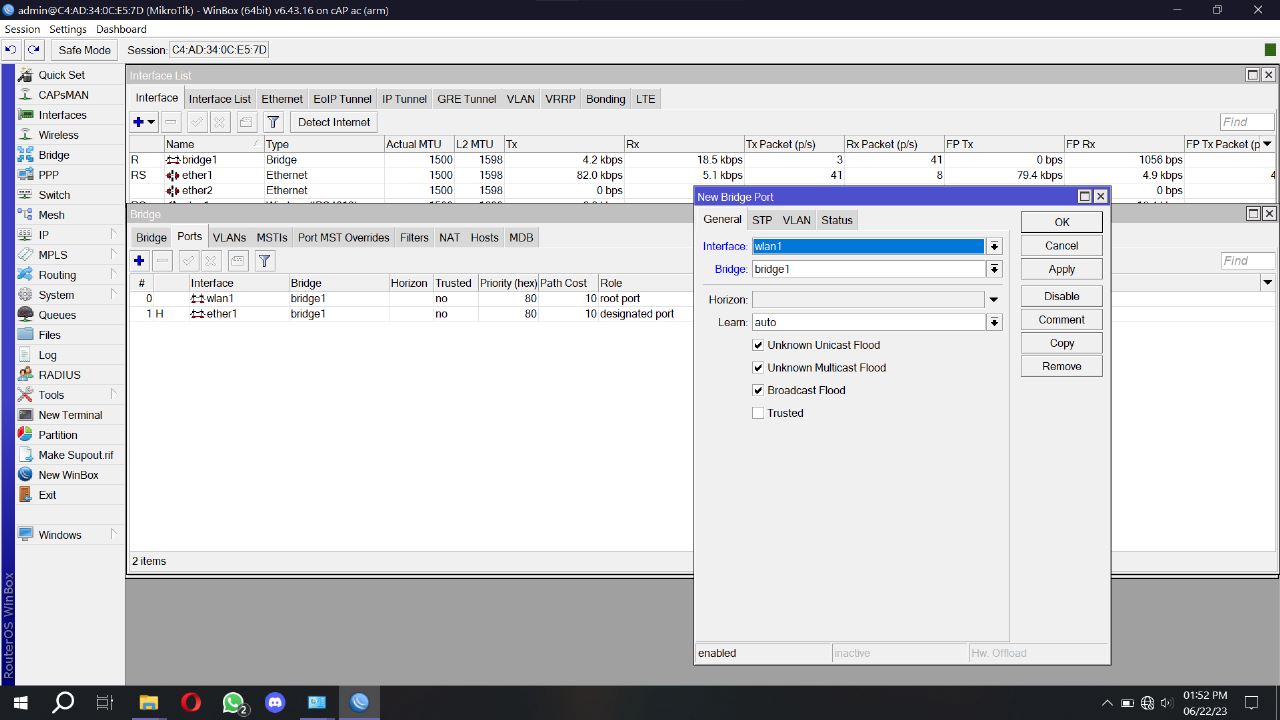 admin@C4:AD:34:0C:E5:7D (MikroTik) - WinBox (64bit) v6.43.16 on cAP ac (arm)
Session Settings Dashboard
Safe Mode Session: C4:AD:34:0C:E5:7D
Quick Set
CAPsMAN
Interfaces
Wireless
Bridge
PPP
Switch
Mesh
IP
MPLS
Routing
System
Queues
Files
Log
RADIUS
Tools
New Terminal
Partition
Make Supout.rif
New WinBox
Exit
Windows
RouterOS WinBox
Interface List
Interface Interface List Ethernet EoIP Tunnel IP Tunnel GRE Tunnel VLAN VRRP Bonding LTE
Detect Internet Find
Name Type Actual MTU L2 MTU Tx Rx Tx Packet (p/s) Rx Packet (p/s) FP Tx FP Rx FP Tx Packet (p
R bridge1 Bridge 1500 1598 4.2 kbps 18.5 kbps 3 41 0 bps 1056 bps
RS ether1 Ethernet 1500 1598 82.0 kbps 5.1 kbps 41 8 79.4 kbps 4.9 kbps 4
ether2 Ethernet 1500 1598 0 bps 0 bps
Bridge
Bridge Ports VLANs MSTIs Port MST Overrides Filters NAT Hosts MDB
Find
# Interface Bridge Horizon Trusted Priority (hex) Path Cost Role
0 wlan1 bridge1 no 80 10 root port
1 H ether1 bridge1 no 80 10 designated port
2 items
New Bridge Port
General STP VLAN Status
Interface: wlan1
Bridge: bridge1
Horizon:
Learn: auto
Unknown Unicast Flood
Unknown Multicast Flood
Broadcast Flood
Trusted
OK
Cancel
Apply
Disable
Comment
Copy
Remove
enabled inactive Hw. Offload
2
01:52 PM
06/22/23